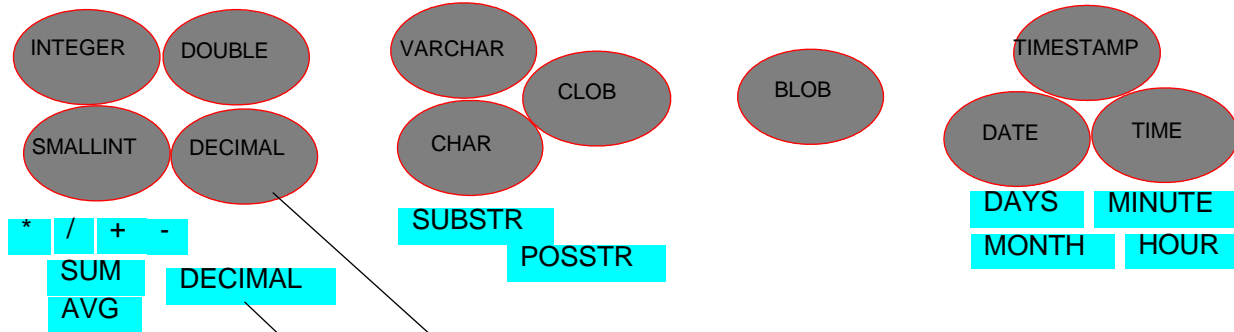 INTEGER DOUBLE
SMALLINT DECIMAL
* / + -
SUM
AVG
DECIMAL
VARCHAR
CLOB
CHAR
SUBSTR
POSSTR
BLOB
TIMESTAMP
DATE TIME
DAYS MINUTE
MONTH HOUR